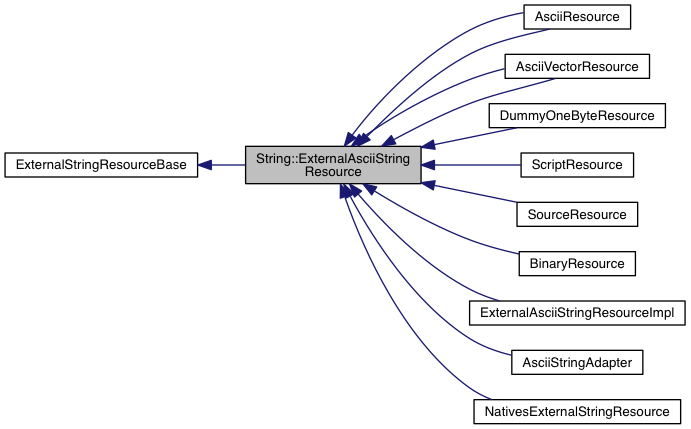 AsciiResource
AsciiVectorResource
DummyOneByteResource
ExternalStringResourceBase
String::ExternalAsciiString
Resource
ScriptResource
SourceResource
BinaryResource
ExternalAsciiStringResourceImpl
AsciiStringAdapter
NativesExternalStringResource